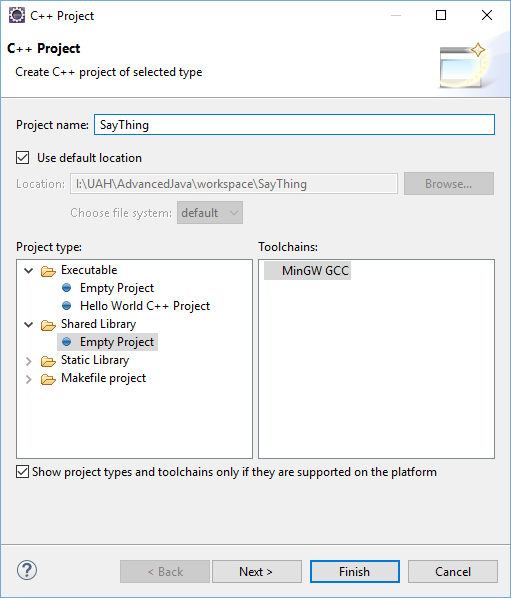 C++ Project
C++ Project
Create C++ project of selected type
Project name: SayThing
Use default location
Location: I:\UAH\AdvancedJava\workspace\SayThing Browse...
Choose file system: default
Project type: Toolchains:
Executable MinGW GCC
Empty Project
Hello World C++ Project
Shared Library
Empty Project
Static Library
Makefile project
Show project types and toolchains only if they are supported on the platform
? < Back Next > Finish Cancel